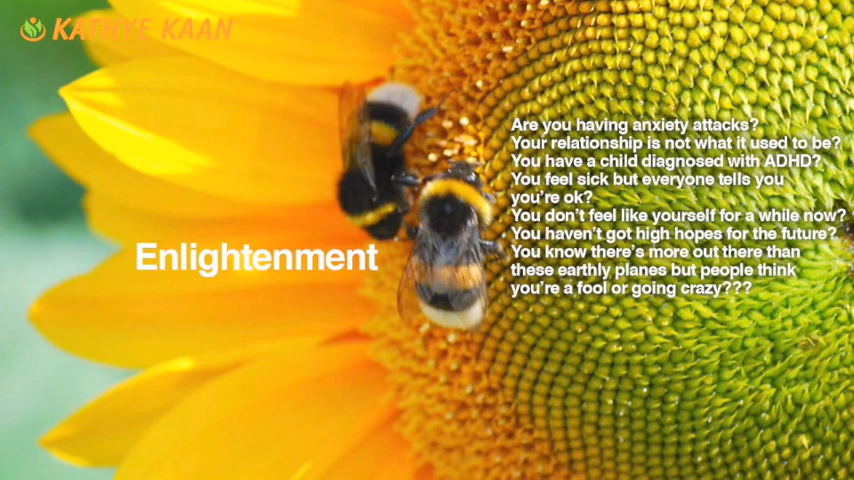 KATHYE KAAN
Enlightenment
Are you having anxiety attacks?
Your relationship is not what it used to be?
You have a child diagnosed with ADHD?
You feel sick but everyone tells you
you're ok?
You don't feel like yourself for a while now?
You haven't got high hopes for the future?
You know there's more out there than
these earthly planes but people think
you're a fool or going crazy???